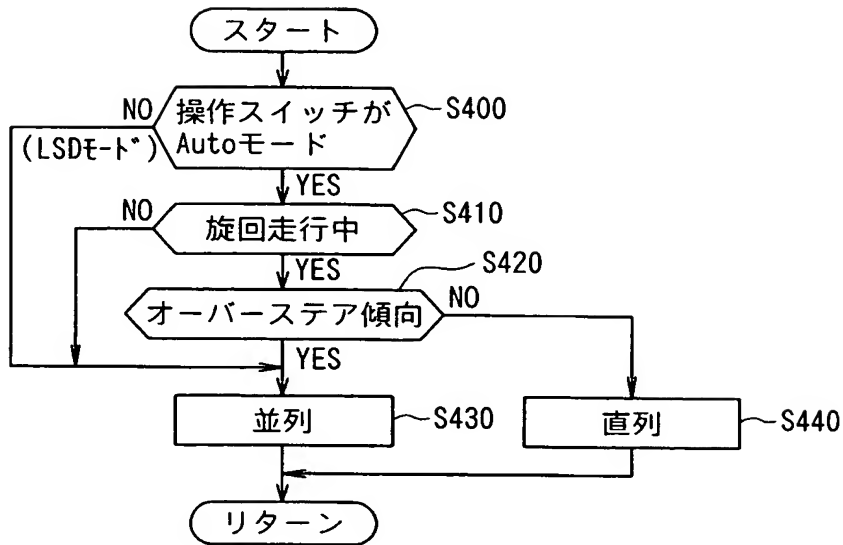 スタート
操作スイッチが
Autoモード
S400
NO
(LSDﾓｰﾄﾞ)
YES
NO
旋回走行中
S410
YES
S420
オーバーステア傾向
NO
YES
並列
S430
直列
S440
リターン